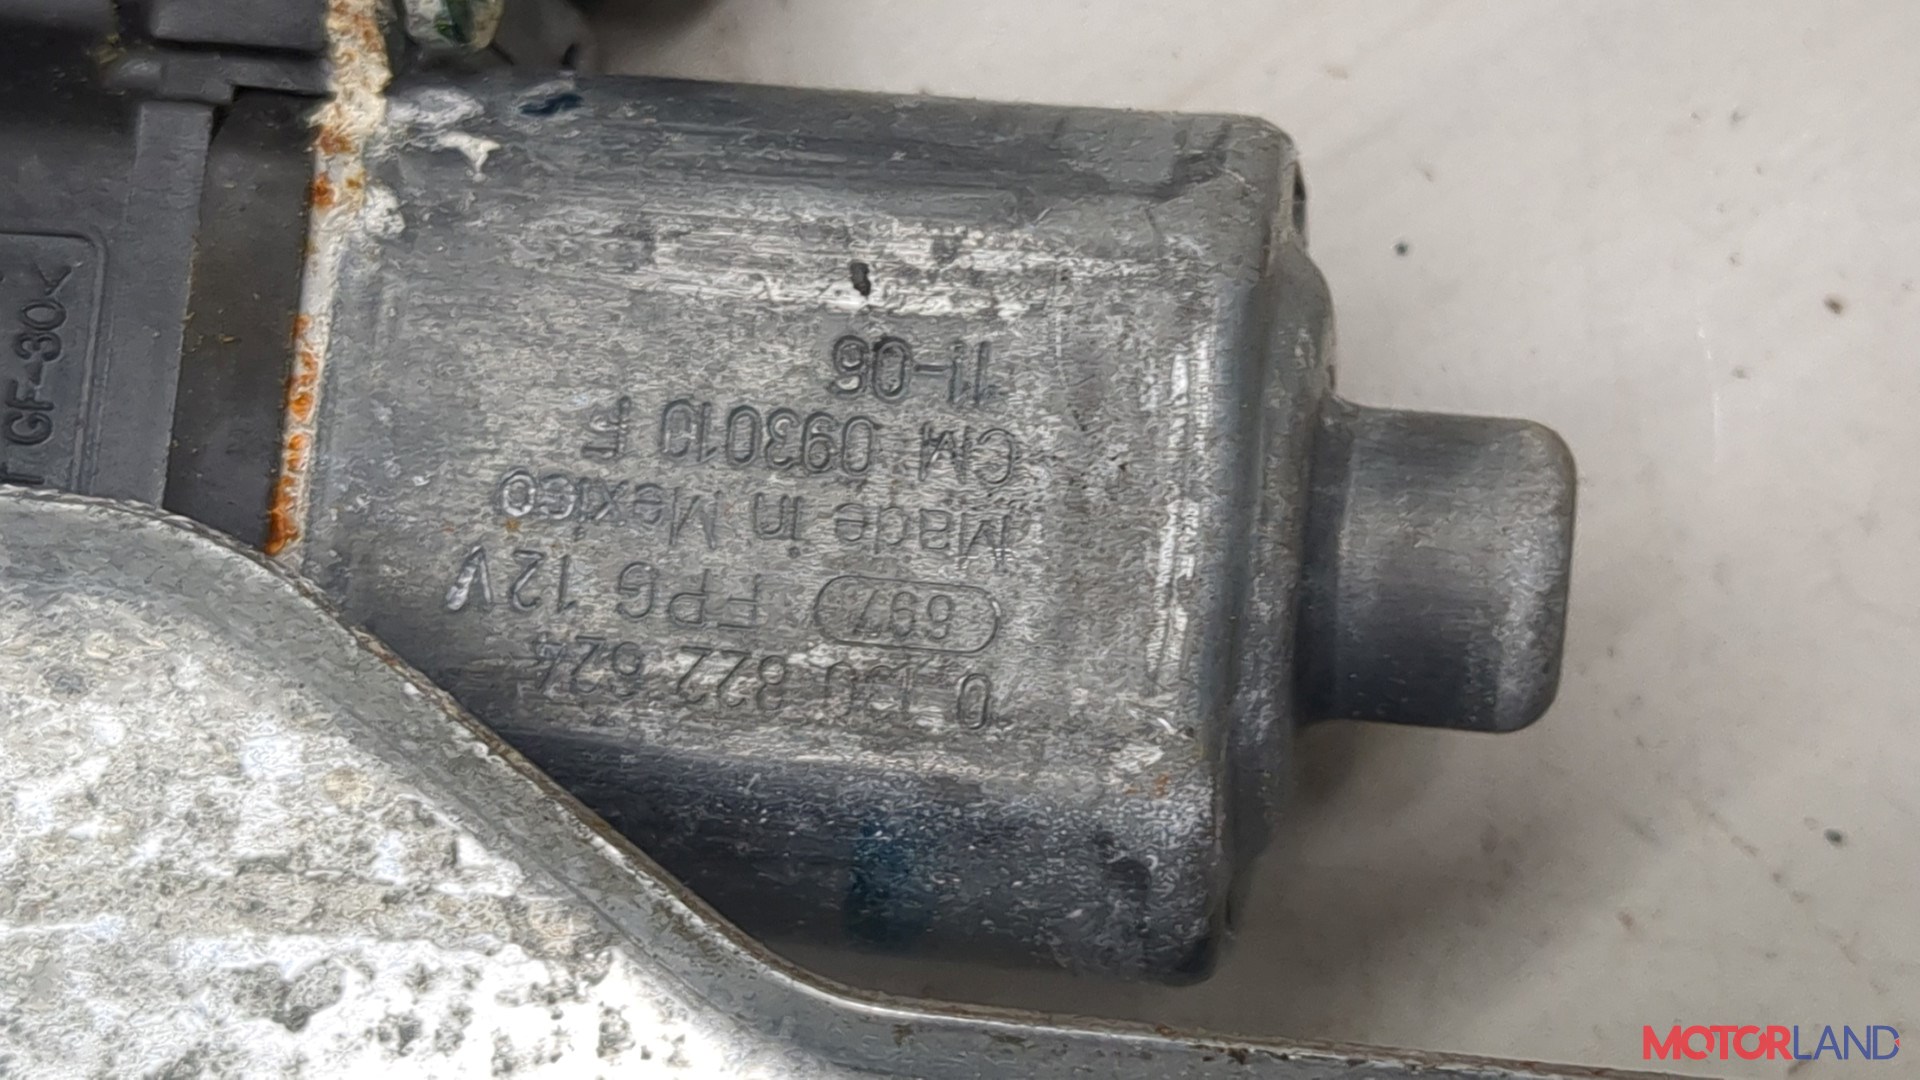 0 130 822 624
697 FPG 12V
Made in Mexico
CM 093010 F
11-06
GF-30<
MOTORLAND